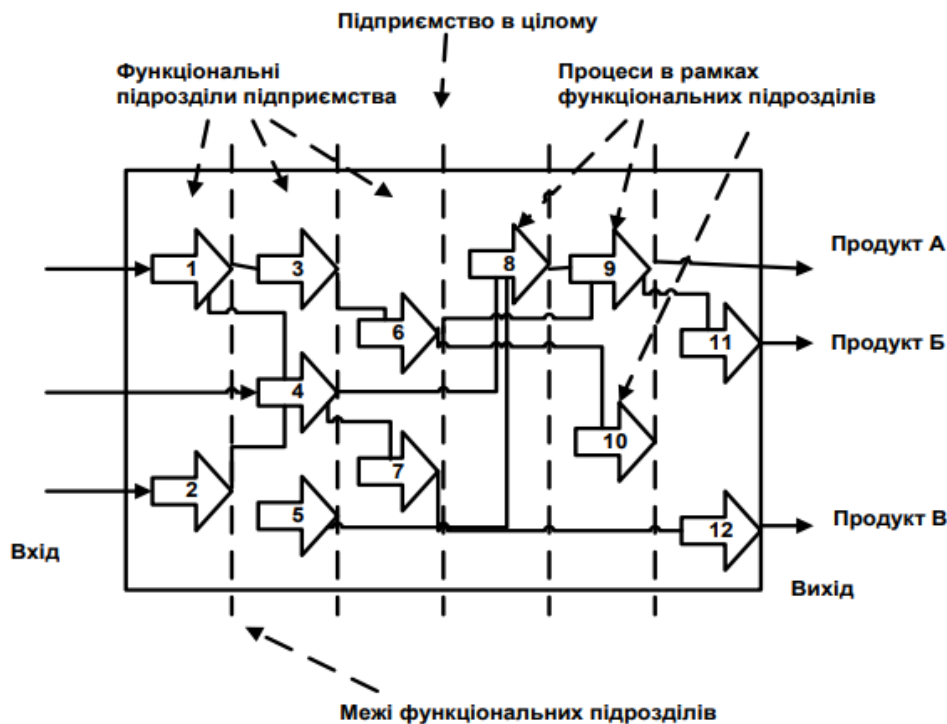 Підприємство в цілому
Функціональні
підрозділи підприємства
Процеси в рамках
функціональних підрозділів
1
3
8
9
Продукт А
6
11
Продукт Б
4
10
7
2
5
12
Продукт В
Вхід
Вихід
Межі функціональних підрозділів